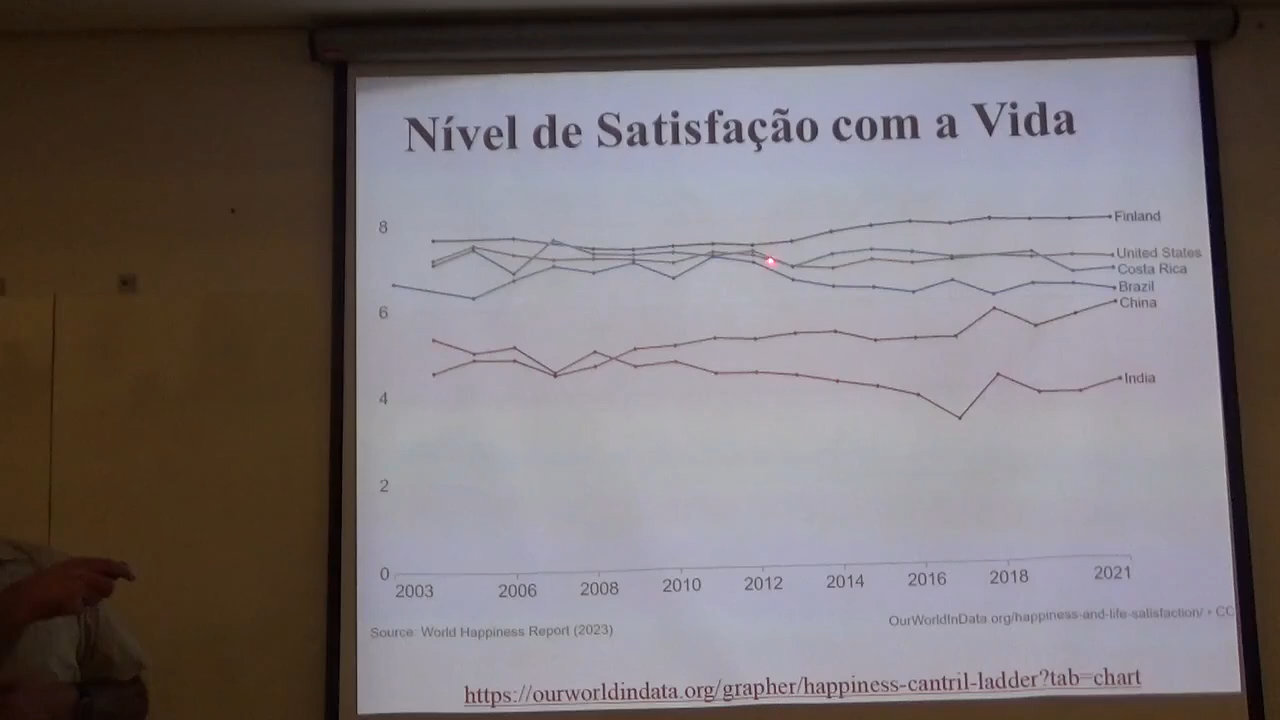 Nível de Satisfação com a Vida
8
6
4
2
0
Finland
United States
Costa Rica
Brazil
China
India
2003 2006 2008 2010 2012 2014 2016 2018 2021
Source: World Happiness Report (2023)
OurWorldInData.org/happiness-and-life-satisfaction/ • CC
https://ourworldindata.org/grapher/happiness-cantril-ladder?tab=chart